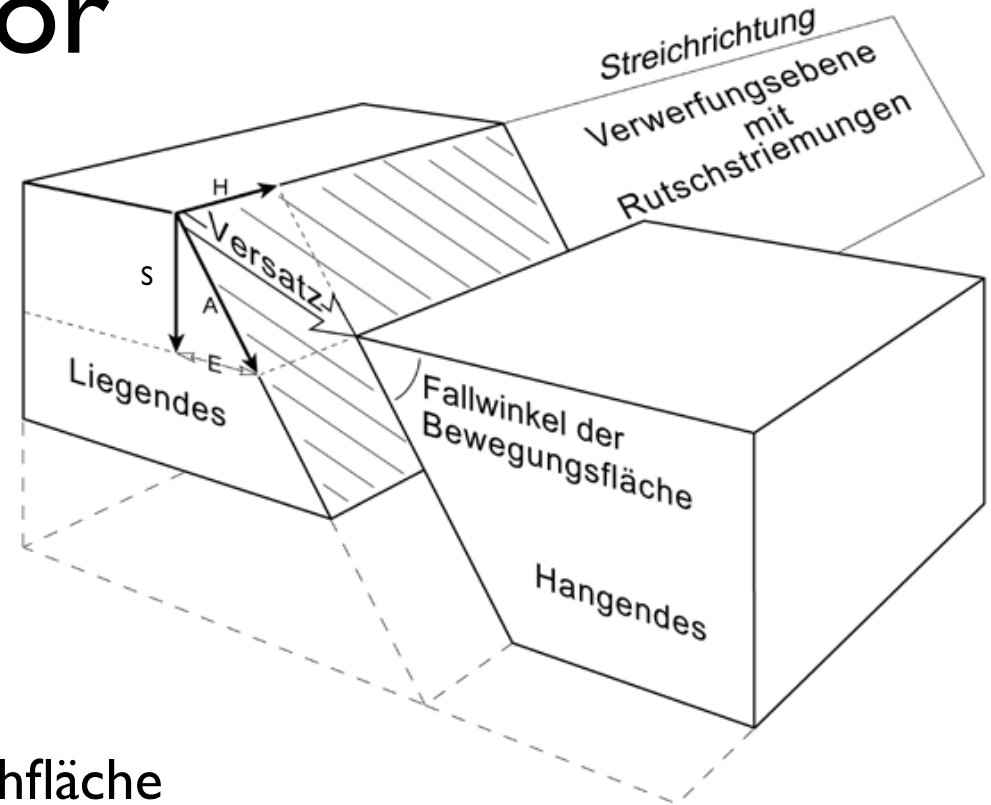 or
Streichrichtung
Verwerfungsebene
mit
Rutschstriemungen
H
Versatz
S
A
E
Liegendes
Fallwinkel der
Bewegungsfläche
Hangendes
hfläche